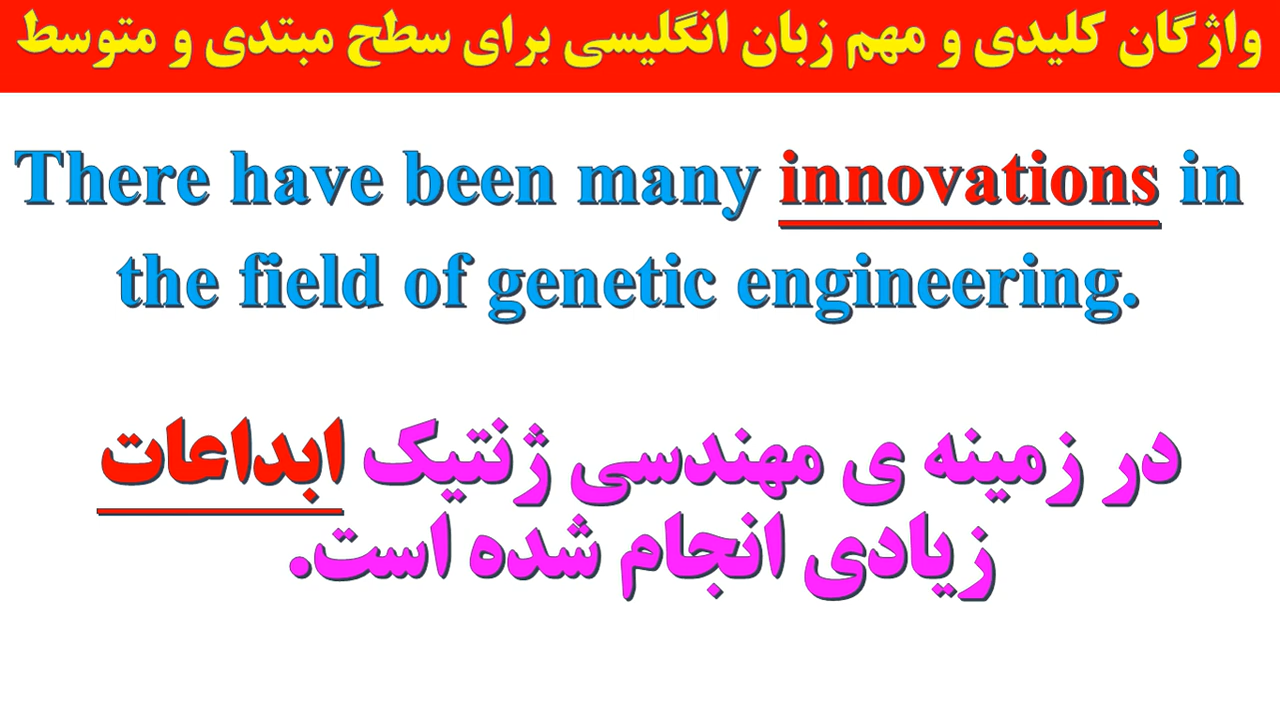 واژگان کلیدی و مهم زبان انگلیسی برای سطح مبتدی و متوسط
There have been many innovations in
the field of genetic engineering.
در زمینه ی مهندسی ژنتیک ابداعات
زیادی انجام شده است.